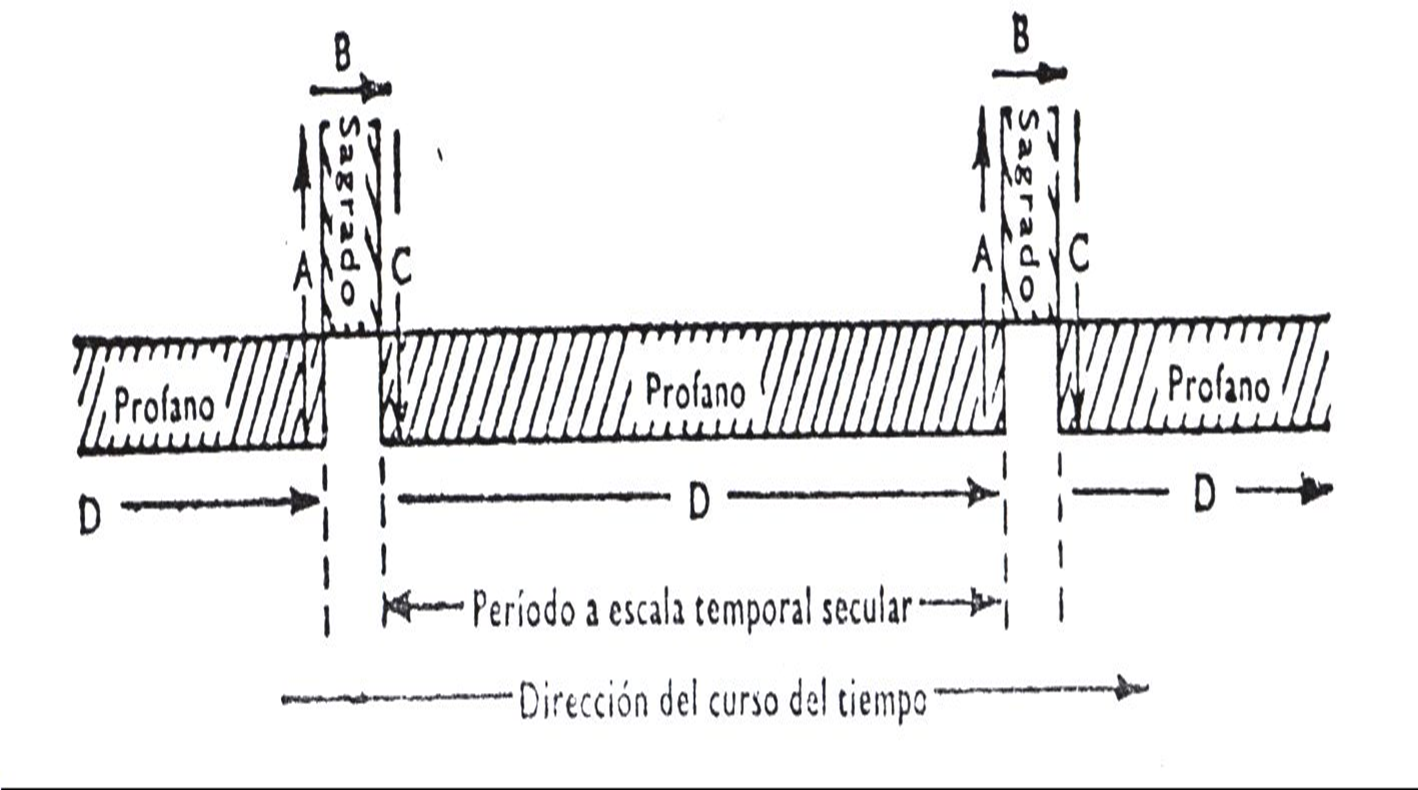 B
B
Sagrado
Sagrado
A
C
A
C
Profano
Profano
Profano
D
D
D
Período a escala temporal secular
Dirección del curso del tiempo